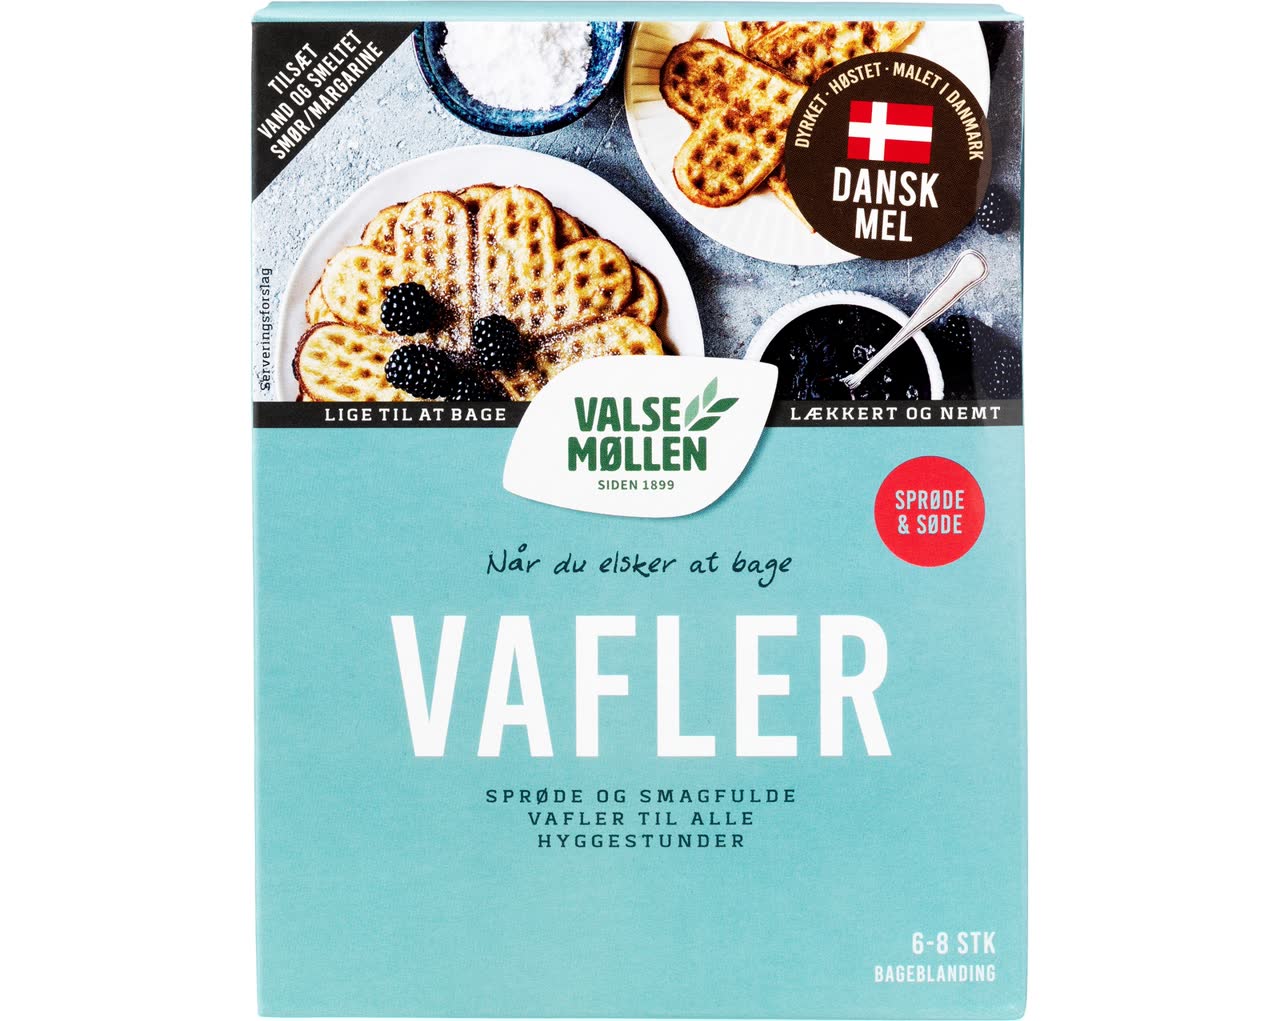 TILSÆT
VAND OG SMELTET
SMØR/MARGARINE
DYRKET · HØSTET · MALET I DANMARK
DANSK
MEL
Serveringsforslag
LIGE TIL AT BAGE
LÆKKERT OG NEMT
VALSE
MØLLEN
SIDEN 1899
SPRØDE
& SØDE
Når du elsker at bage
VAFLER
SPRØDE OG SMAGFULDE
VAFLER TIL ALLE
HYGGESTUNDER
6-8 STK
BAGEBLANDING